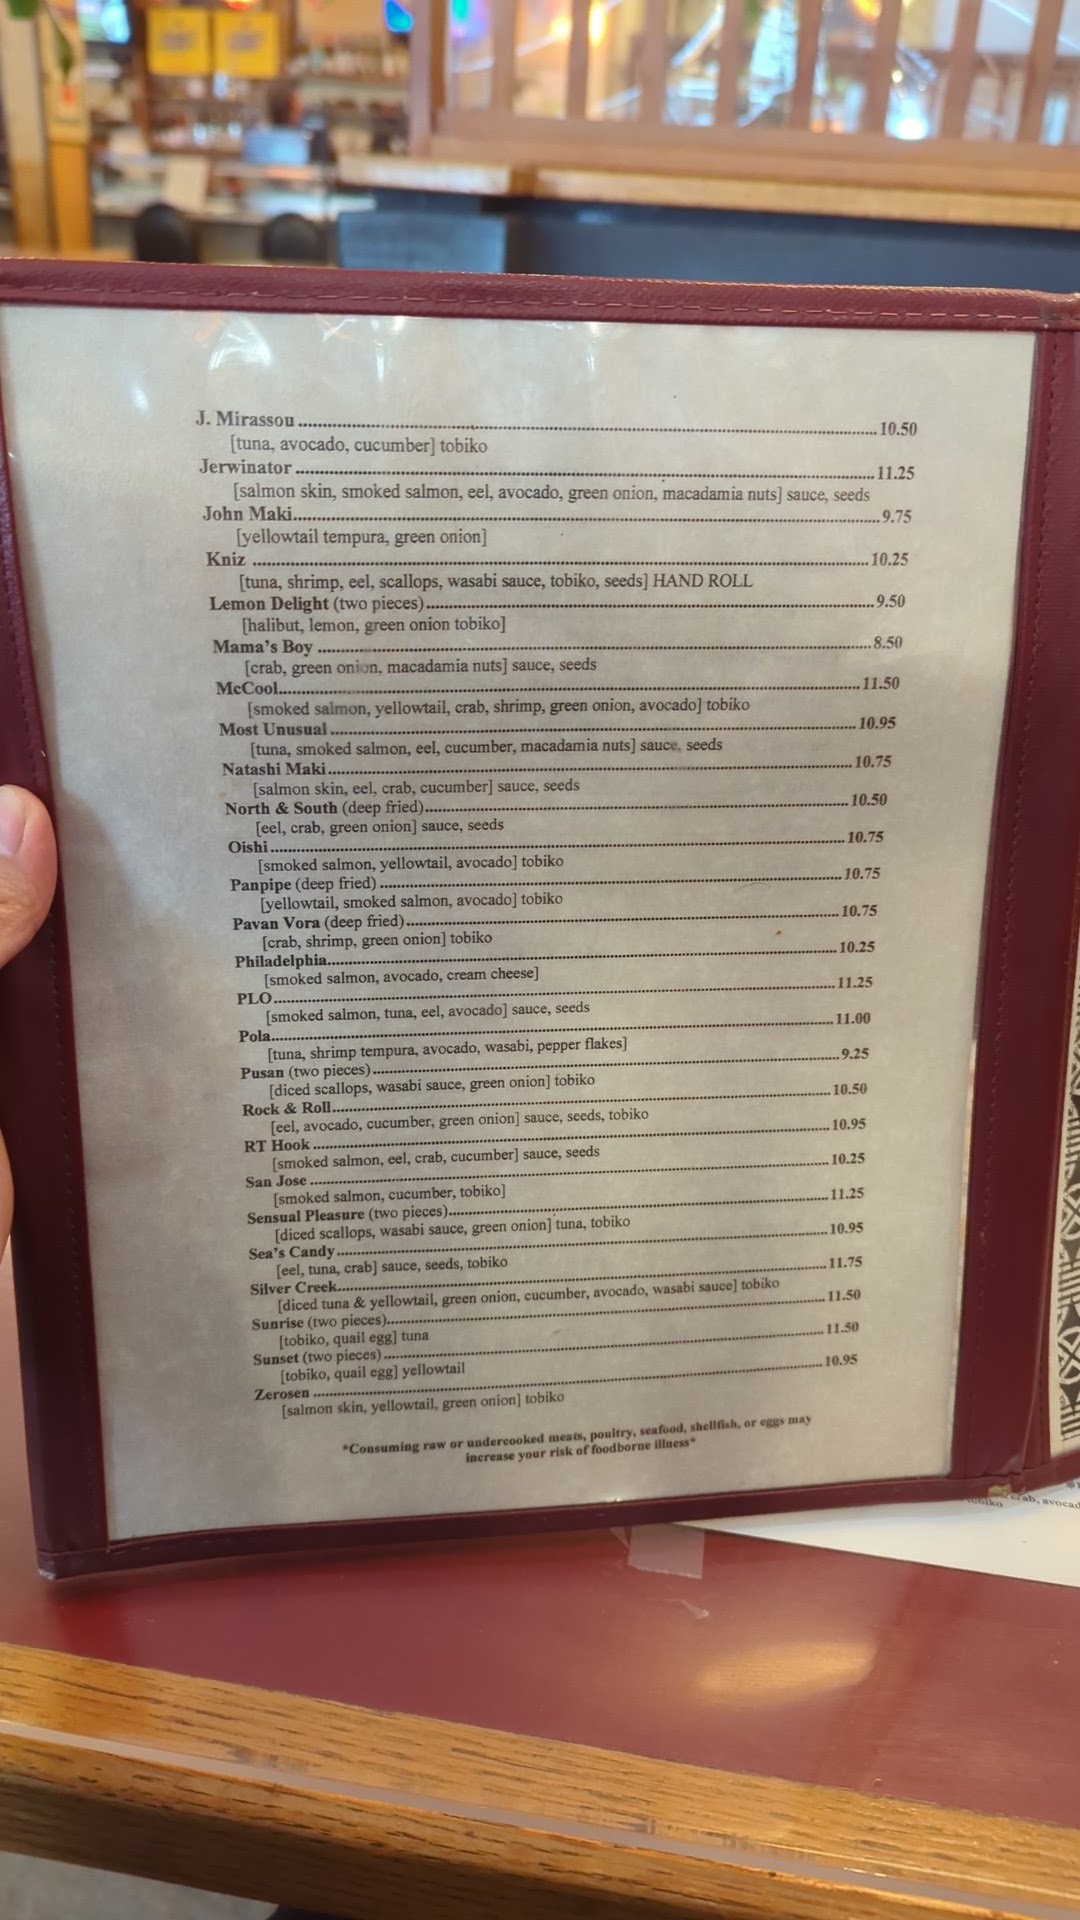 J. Mirassou ........ 10.50
[tuna, avocado, cucumber] tobiko
Jerwinator ........ 11.25
[salmon skin, smoked salmon, eel, avocado, green onion, macadamia nuts] sauce, seeds
John Maki ........ 9.75
[yellowtail tempura, green onion]
Kniz ........ 10.25
[tuna, shrimp, eel, scallops, wasabi sauce, tobiko, seeds] HAND ROLL
Lemon Delight (two pieces) ........ 9.50
[halibut, lemon, green onion tobiko]
Mama's Boy ........ 8.50
[crab, green onion, macadamia nuts] sauce, seeds
McCool ........ 11.50
[smoked salmon, yellowtail, crab, shrimp, green onion, avocado] tobiko
Most Unusual ........ 10.95
[tuna, smoked salmon, eel, cucumber, macadamia nuts] sauce, seeds
Natashi Maki ........ 10.75
[salmon skin, eel, crab, cucumber] sauce, seeds
North & South (deep fried) ........ 10.50
[eel, crab, green onion] sauce, seeds
Oishi ........ 10.75
[smoked salmon, yellowtail, avocado] tobiko
Panpipe (deep fried) ........ 10.75
[yellowtail, smoked salmon, avocado] tobiko
Pavan Vora (deep fried) ........ 10.75
[crab, shrimp, green onion] tobiko
Philadelphia ........ 10.25
[smoked salmon, avocado, cream cheese]
PLO ........ 11.25
[smoked salmon, tuna, eel, avocado] sauce, seeds
Pola ........ 11.00
[tuna, shrimp tempura, avocado, wasabi, pepper flakes]
Pusan (two pieces) ........ 9.25
[diced scallops, wasabi sauce, green onion] tobiko
Rock & Roll ........ 10.50
[eel, avocado, cucumber, green onion] sauce, seeds, tobiko
RT Hook ........ 10.95
[smoked salmon, eel, crab, cucumber] sauce, seeds
San Jose ........ 10.25
[smoked salmon, cucumber, tobiko]
Sensual Pleasure (two pieces) ........ 11.25
[diced scallops, wasabi sauce, green onion] tuna, tobiko
Sea's Candy ........ 10.95
[eel, tuna, crab] sauce, seeds, tobiko
Silver Creek ........ 11.75
[diced tuna & yellowtail, green onion, cucumber, avocado, wasabi sauce] tobiko
Sunrise (two pieces) ........ 11.50
[tobiko, quail egg] tuna
Sunset (two pieces) ........ 11.50
[tobiko, quail egg] yellowtail
Zerosen ........ 10.95
[salmon skin, yellowtail, green onion] tobiko
*Consuming raw or undercooked meats, poultry, seafood, shellfish, or eggs may
increase your risk of foodborne illness*
crab, avocado
tobiko